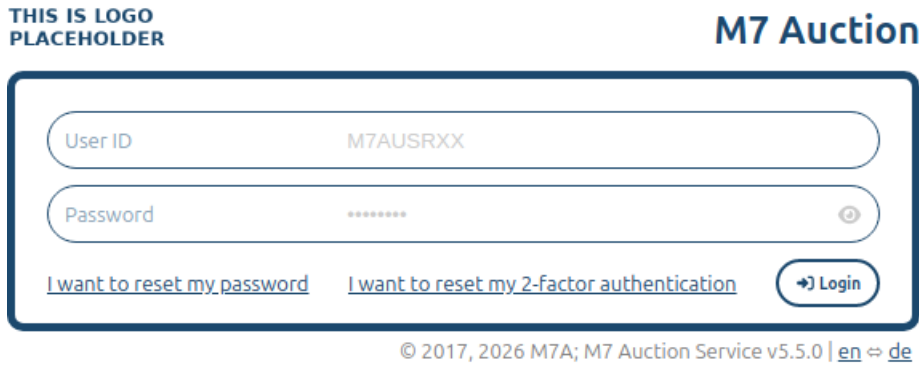 THIS IS LOGO
PLACEHOLDER
M7 Auction
User ID M7AUSRXX
Password ••••••••
I want to reset my password I want to reset my 2-factor authentication Login
© 2017, 2026 M7A; M7 Auction Service v5.5.0 | en ⇔ de